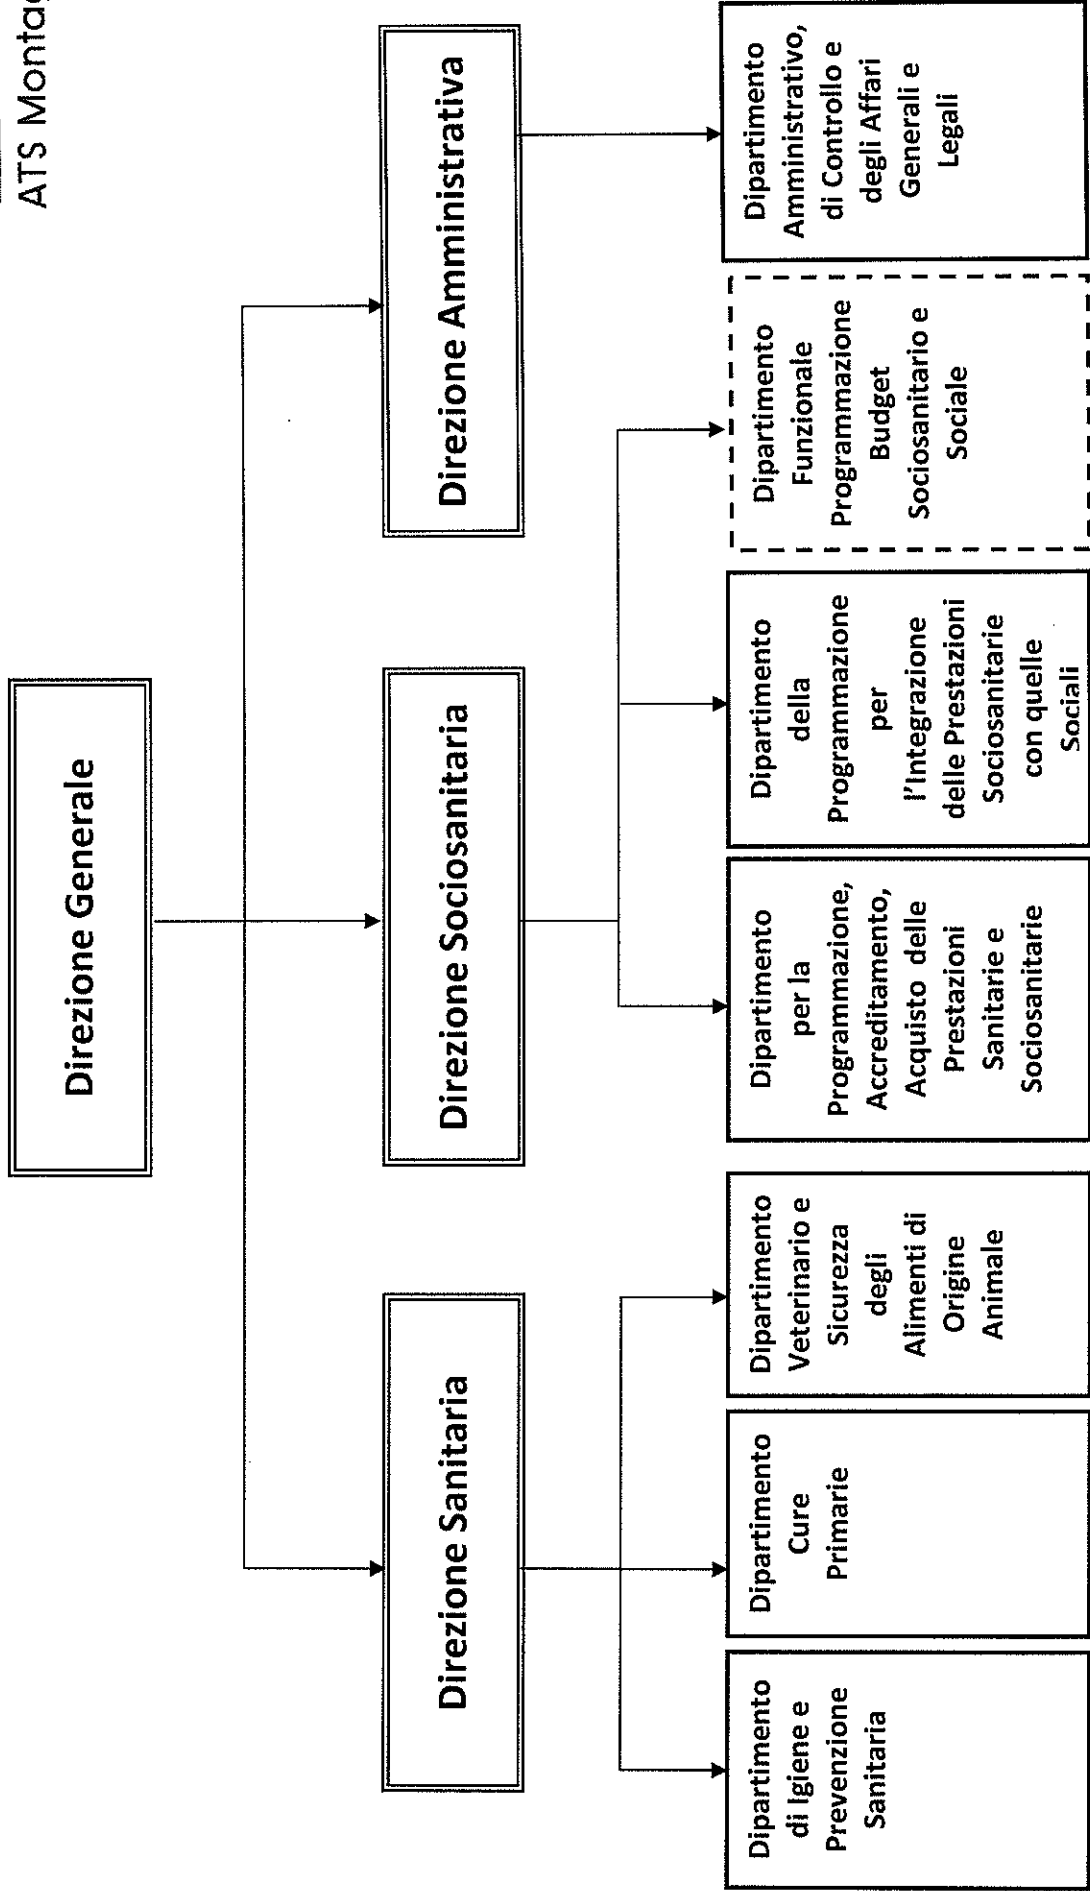 ATS Montag
Direzione Generale
Direzione Sanitaria
Direzione Sociosanitaria
Direzione Amministrativa
Dipartimento
di Igiene e
Prevenzione
Sanitaria
Dipartimento
Cure
Primarie
Dipartimento
Veterinario e
Sicurezza
degli
Alimenti di
Origine
Animale
Dipartimento
per la
Programmazione,
Accreditamento,
Acquisto delle
Prestazioni
Sanitarie e
Sociosanitarie
Dipartimento
della
Programmazione
per
l'Integrazione
delle Prestazioni
Sociosanitarie
con quelle
Sociali
Dipartimento
Funzionale
Programmazione
Budget
Sociosanitario e
Sociale
Dipartimento
Amministrativo,
di Controllo e
degli Affari
Generali e
Legali